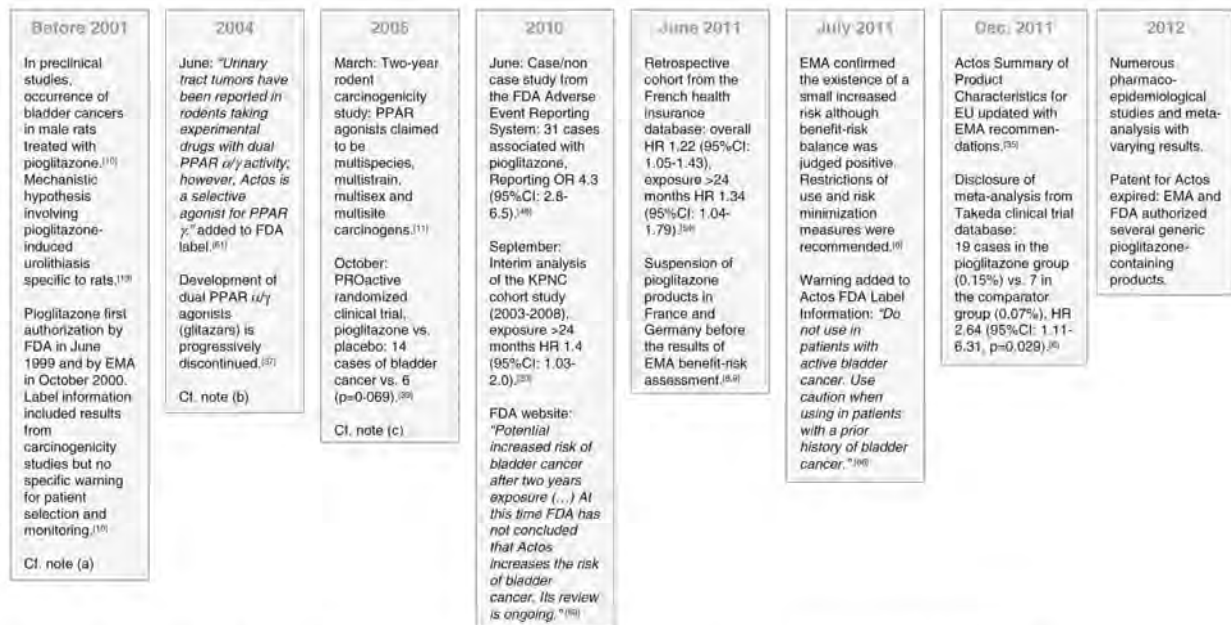 Before 2001
In preclinical
studies,
occurrence of
bladder cancers
in male rats
treated with
pioglitazone.[10]
Mechanistic
hypothesis
involving
pioglitazone-
induced
urolithiasis
specific to rats.[13]
Pioglitazone first
authorization by
FDA in June
1999 and by EMA
in October 2000.
Label information
included results
from
carcinogenicity
studies but no
specific warning
for patient
selection and
monitoring.[10]
Cf. note (a)
2004
June: "Urinary
tract tumors have
been reported in
rodents taking
experimental
drugs with dual
PPAR α/γ activity;
however, Actos is
a selective
agonist for PPAR
γ." added to FDA
label.[61]
Development of
dual PPAR α/γ
agonists
(glitazars) is
progressively
discontinued.[37]
Cf. note (b)
2005
March: Two-year
rodent
carcinogenicity
study: PPAR
agonists claimed
to be
multispecies,
multistrain,
multisex and
multisite
carcinogens.[11]
October:
PROactive
randomized
clinical trial,
pioglitazone vs.
placebo: 14
cases of bladder
cancer vs. 6
(p=0-069).[39]
Cf. note (c)
2010
June: Case/non
case study from
the FDA Adverse
Event Reporting
System: 31 cases
associated with
pioglitazone,
Reporting OR 4.3
(95%CI: 2.8-
6.5).
September:
Interim analysis
of the KPNC
cohort study
(2003-2008),
exposure >24
months HR 1.4
(95%CI: 1.03-
2.0).
FDA website:
"Potential
increased risk of
bladder cancer
after two years
exposure (...) At
this time FDA has
not concluded
that Actos
increases the risk
of bladder
cancer. Its review
is ongoing."
June 2011
Retrospective
cohort from the
French health
insurance
database: overall
HR 1.22 (95%CI:
1.05-1.43),
exposure >24
months HR 1.34
(95%CI: 1.04-
1.79).
Suspension of
pioglitazone
products in
France and
Germany before
the results of
EMA benefit-risk
assessment.[8,9]
July 2011
EMA confirmed
the existence of a
small increased
risk although
benefit-risk
balance was
judged positive.
Restrictions of
use and risk
minimization
measures were
recommended.
Warning added to
Actos FDA Label
Information: "Do
not use in
patients with
active bladder
cancer. Use
caution when
using in patients
with a prior
history of bladder
cancer."
Dec. 2011
Actos Summary of
Product
Characteristics for
EU updated with
EMA recommen-
dations.[35]
Disclosure of
meta-analysis from
Takeda clinical trial
database:
19 cases in the
pioglitazone group
(0.15%) vs. 7 in
the comparator
group (0.07%), HR
2.64 (95%CI: 1.11-
6.31, p=0.029).
2012
Numerous
pharmaco-
epidemiological
studies and meta-
analysis with
varying results.
Patent for Actos
expired: EMA and
FDA authorized
several generic
pioglitazone-
containing
products.